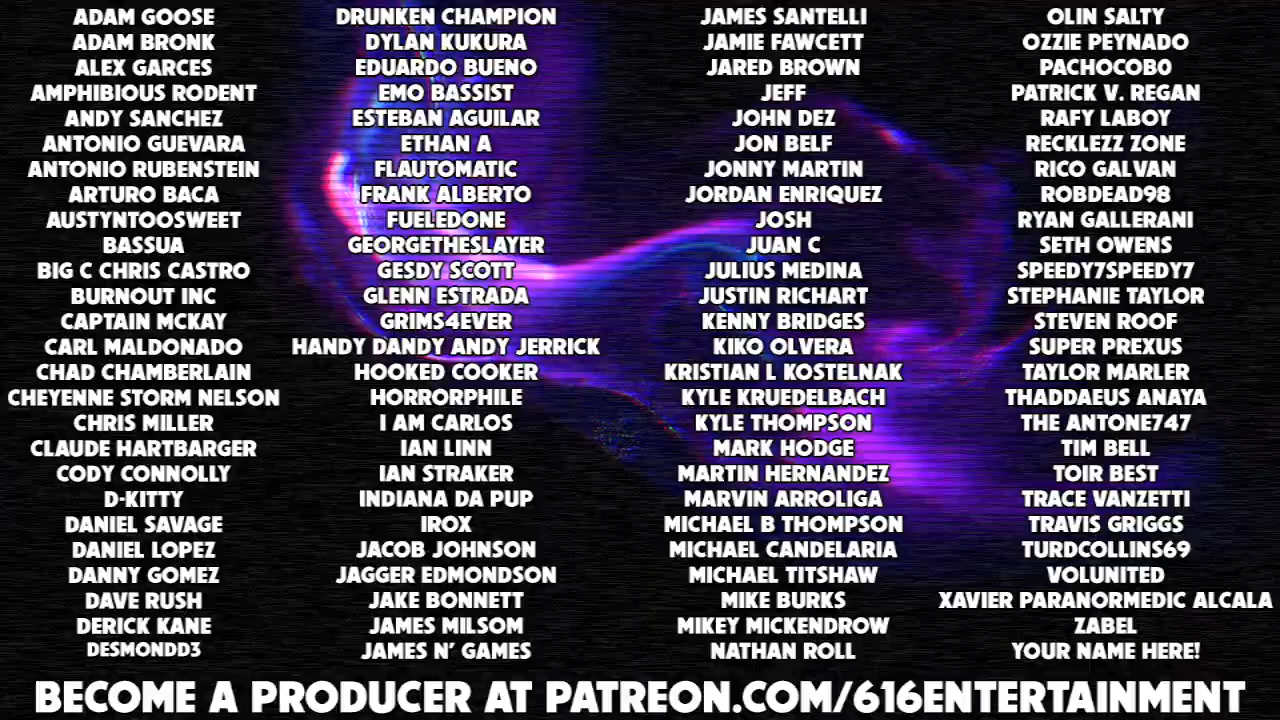 ADAM GOOSE
ADAM BRONK
ALEX GARCES
AMPHIBIOUS RODENT
ANDY SANCHEZ
ANTONIO GUEVARA
ANTONIO RUBENSTEIN
ARTURO BACA
AUSTYNTOOSWEET
BASSUA
BIG C CHRIS CASTRO
BURNOUT INC
CAPTAIN MCKAY
CARL MALDONADO
CHAD CHAMBERLAIN
CHEYENNE STORM NELSON
CHRIS MILLER
CLAUDE HARTBARGER
CODY CONNOLLY
D-KITTY
DANIEL SAVAGE
DANIEL LOPEZ
DANNY GOMEZ
DAVE RUSH
DERICK KANE
DESMONDD3
DRUNKEN CHAMPION
DYLAN KUKURA
EDUARDO BUENO
EMO BASSIST
ESTEBAN AGUILAR
ETHAN A
FLAUTOMATIC
FRANK ALBERTO
FUELEDONE
GEORGETHESLAYER
GESDY SCOTT
GLENN ESTRADA
GRIMS4EVER
HANDY DANDY ANDY JERRICK
HOOKED COOKER
HORRORPHILE
I AM CARLOS
IAN LINN
IAN STRAKER
INDIANA DA PUP
IROX
JACOB JOHNSON
JAGGER EDMONDSON
JAKE BONNETT
JAMES MILSOM
JAMES N' GAMES
JAMES SANTELLI
JAMIE FAWCETT
JARED BROWN
JEFF
JOHN DEZ
JON BELF
JONNY MARTIN
JORDAN ENRIQUEZ
JOSH
JUAN C
JULIUS MEDINA
JUSTIN RICHART
KENNY BRIDGES
KIKO OLVERA
KRISTIAN L KOSTELNAK
KYLE KRUEDELBACH
KYLE THOMPSON
MARK HODGE
MARTIN HERNANDEZ
MARVIN ARROLIGA
MICHAEL B THOMPSON
MICHAEL CANDELARIA
MICHAEL TITSHAW
MIKE BURKS
MIKEY MICKENDROW
NATHAN ROLL
OLIN SALTY
OZZIE PEYNADO
PACHOCOB0
PATRICK V. REGAN
RAFY LABOY
RECKLEZZ ZONE
RICO GALVAN
ROBDEAD98
RYAN GALLERANI
SETH OWENS
SPEEDY7SPEEDY7
STEPHANIE TAYLOR
STEVEN ROOF
SUPER PREXUS
TAYLOR MARLER
THADDAEUS ANAYA
THE ANTONE747
TIM BELL
TOIR BEST
TRACE VANZETTI
TRAVIS GRIGGS
TURDCOLLINS69
VOLUNITED
XAVIER PARANORMEDIC ALCALA
ZABEL
YOUR NAME HERE!
BECOME A PRODUCER AT PATREON.COM/616ENTERTAINMENT